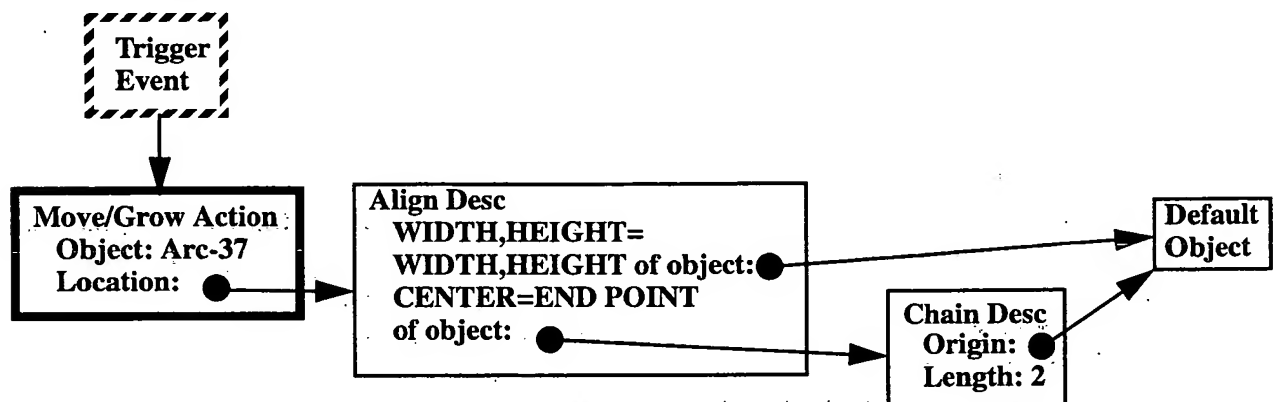 Trigger
Event
Move/Grow Action
Object: Arc-37
Location:
Align Desc
WIDTH,HEIGHT=
WIDTH,HEIGHT of object:
CENTER=END POINT
of object:
Default
Object
Chain Desc
Origin:
Length: 2